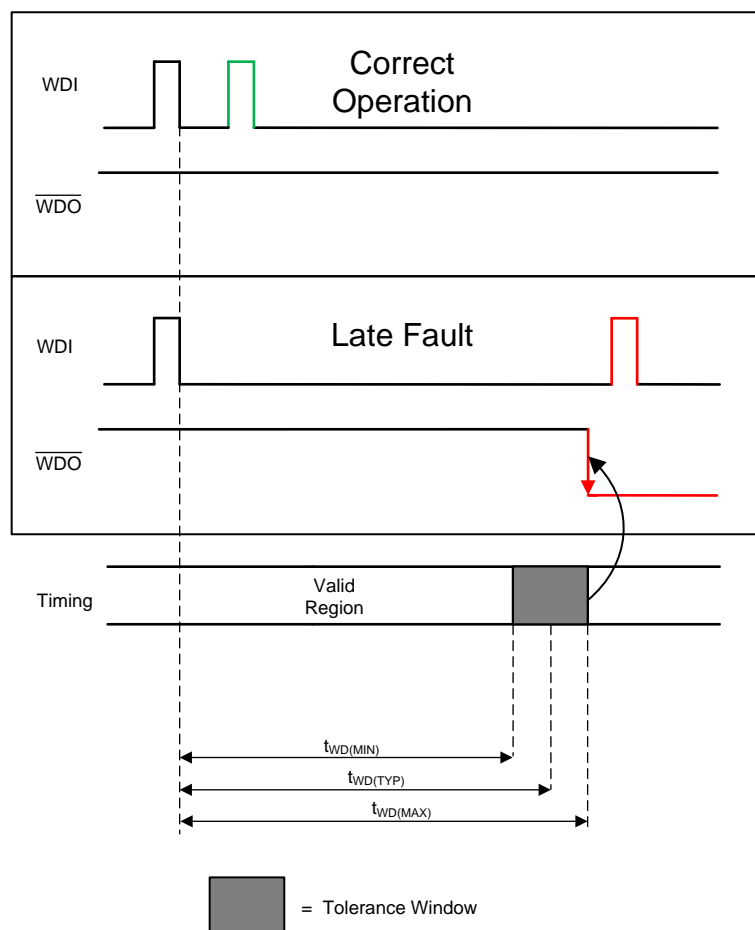 WDI
Correct
Operation
WDO
WDI
Late Fault
WDO
Timing
Valid
Region
tWD(MIN)
tWD(TYP)
tWD(MAX)
= Tolerance Window